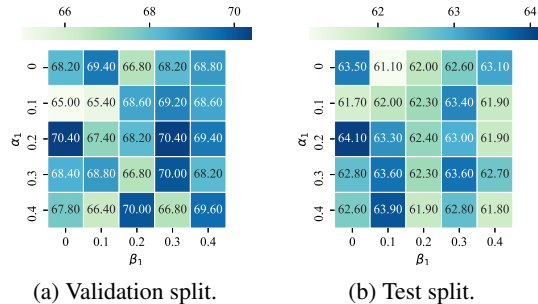 66 68 70
0 68.20 69.40 66.80 68.20 68.80
0.1 65.00 65.40 68.60 69.20 68.60
α₁ 0.2 70.40 67.40 68.20 70.40 69.40
0.3 68.40 68.80 66.80 70.00 68.20
0.4 67.80 66.40 70.00 66.80 69.60
0 0.1 0.2 0.3 0.4
β₁
(a) Validation split.
62 63 64
0 63.50 61.10 62.00 62.60 63.10
0.1 61.70 62.00 62.30 63.40 61.90
α₁ 0.2 64.10 63.30 62.40 63.00 61.90
0.3 62.80 63.60 62.30 63.60 62.70
0.4 62.60 63.90 61.90 62.80 61.80
0 0.1 0.2 0.3 0.4
β₁
(b) Test split.